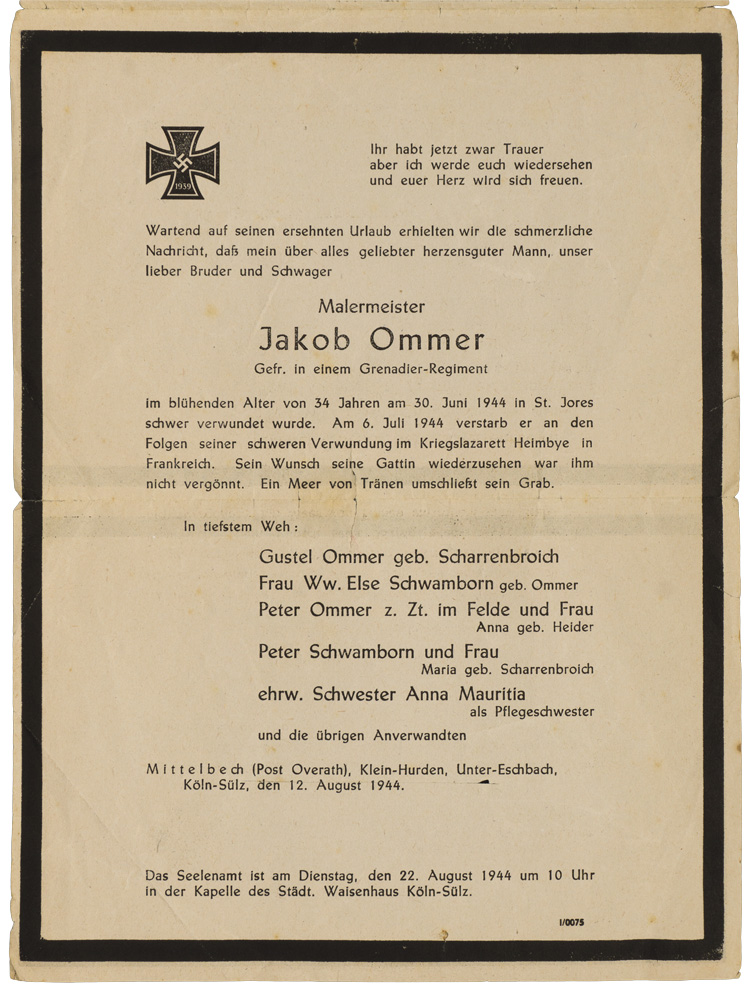 1939
Ihr habt jetzt zwar Trauer
aber ich werde euch wiedersehen
und euer Herz wird sich freuen.
Wartend auf seinen ersehnten Urlaub erhielten wir die schmerzliche
Nachricht, daß mein über alles geliebter herzensguter Mann, unser
lieber Bruder und Schwager
Malermeister
Jakob Ommer
Gefr. in einem Grenadier-Regiment
im blühenden Alter von 34 Jahren am 30. Juni 1944 in St. Jores
schwer verwundet wurde. Am 6. Juli 1944 verstarb er an den
Folgen seiner schweren Verwundung im Kriegslazarett Heimbye in
Frankreich. Sein Wunsch seine Gattin wiederzusehen war ihm
nicht vergönnt. Ein Meer von Tränen umschließt sein Grab.
In tiefstem Weh:
Gustel Ommer geb. Scharrenbroich
Frau Ww. Else Schwamborn geb. Ommer
Peter Ommer z. Zt. im Felde und Frau
Anna geb. Heider
Peter Schwamborn und Frau
Maria geb. Scharrenbroich
ehrw. Schwester Anna Mauritia
als Pflegeschwester
und die übrigen Anverwandten
Mittelbech (Post Overath), Klein-Hurden, Unter-Eschbach,
Köln-Sülz, den 12. August 1944.
Das Seelenamt ist am Dienstag, den 22. August 1944 um 10 Uhr
in der Kapelle des Städt. Waisenhaus Köln-Sülz.
I/0075